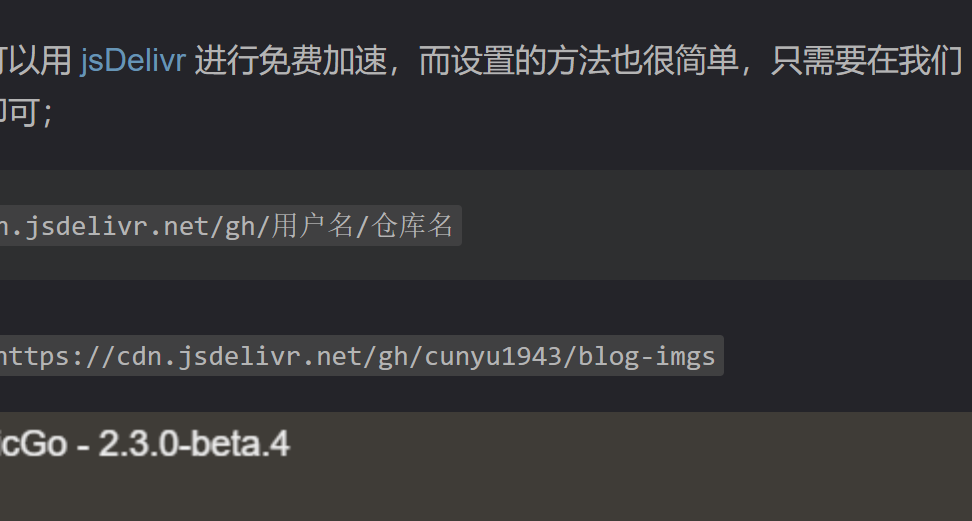 可以用 jsDelivr 进行免费加速，而设置的方法也很简单，只需要在我们
即可；
n.jsdelivr.net/gh/用户名/仓库名
https://cdn.jsdelivr.net/gh/cunyu1943/blog-imgs
icGo - 2.3.0-beta.4